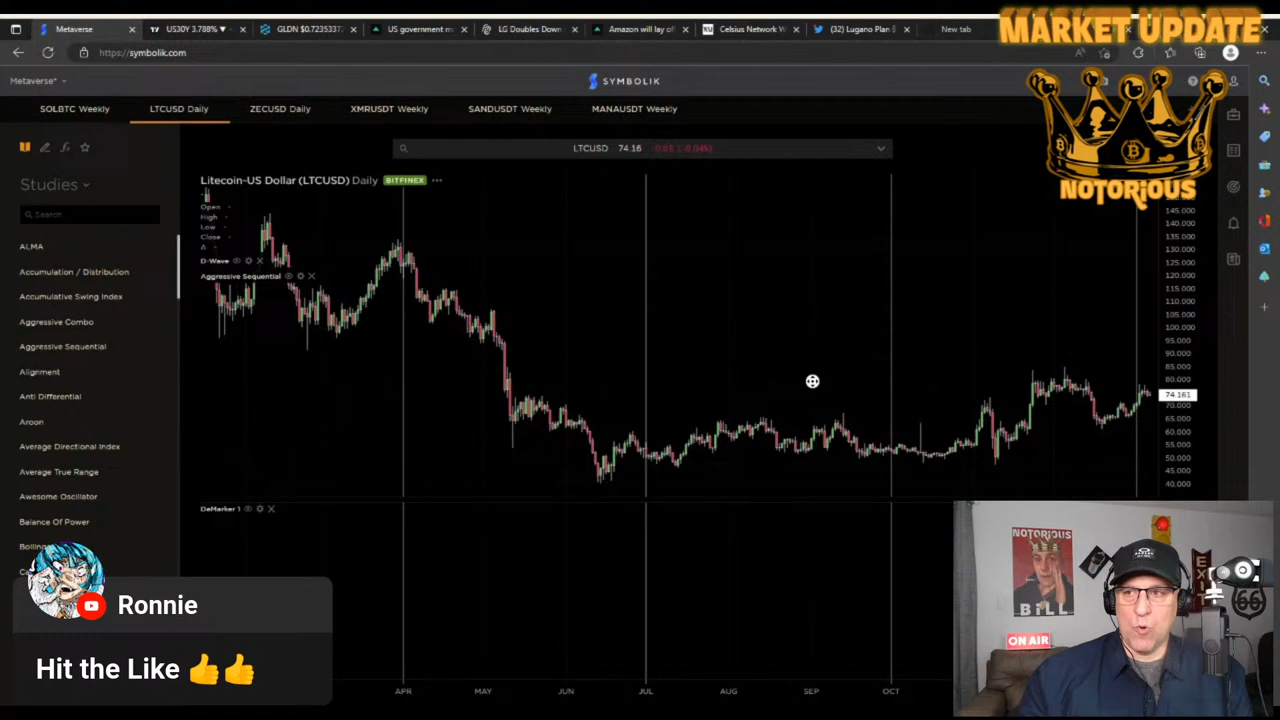 Metaverse
US30Y 3.788% ▼
GLDN $0.7235337
US government m
LG Doubles Down
Amazon will lay of
Celsius Network W
(32) Lugano Plan
New tab
MARKET UPDATE
https://symbolik.com
Metaverse*
SYMBOLIK
SOLBTC Weekly
LTCUSD Daily
ZECUSD Daily
XMRUSDT Weekly
SANDUSDT Weekly
MANAUSDT Weekly
NOTORIOUS
LTCUSD 74.16 -0.03 (-0.04%)
Studies
Search
ALMA
Accumulation / Distribution
Accumulative Swing Index
Aggressive Combo
Aggressive Sequential
Alignment
Anti Differential
Aroon
Average Directional Index
Average True Range
Awesome Oscillator
Balance Of Power
Litecoin-US Dollar (LTCUSD) Daily BITFINEX
Open -
High -
Low -
Close -
Δ -
D-Wave
Aggressive Sequential
145.000
140.000
135.000
130.000
125.000
120.000
115.000
110.000
105.000
100.000
95.000
90.000
85.000
80.000
74.161
70.000
65.000
60.000
55.000
50.000
45.000
40.000
DeMarker 1
APR
MAY
JUN
JUL
AUG
SEP
OCT
Ronnie
Hit the Like 👍👍
NOTORIOUS
BILL
ON AIR
EXIT
66